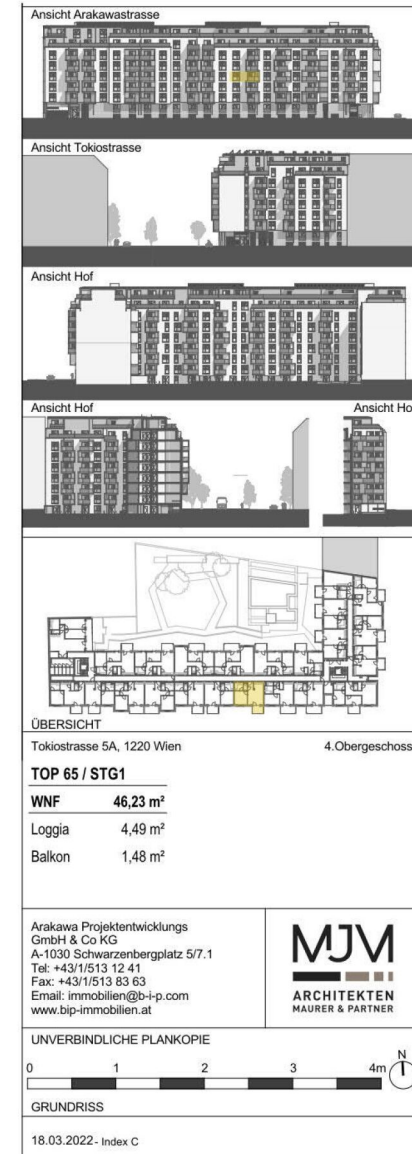 Ansicht Arakawastrasse
Ansicht Tokiostrasse
Ansicht Hof
Ansicht Hof
Ansicht Ho
ÜBERSICHT
Tokiostrasse 5A, 1220 Wien 4.Obergeschoss
TOP 65 / STG1
WNF 46,23 m²
Loggia 4,49 m²
Balkon 1,48 m²
Arakawa Projektentwicklungs
GmbH & Co KG
A-1030 Schwarzenbergplatz 5/7.1
Tel: +43/1/513 12 41
Fax: +43/1/513 83 63
Email: immobilien@b-i-p.com
www.bip-immobilien.at
MJM
ARCHITEKTEN
MAURER & PARTNER
UNVERBINDLICHE PLANKOPIE
N
0 1 2 3 4m
GRUNDRISS
18.03.2022- Index C